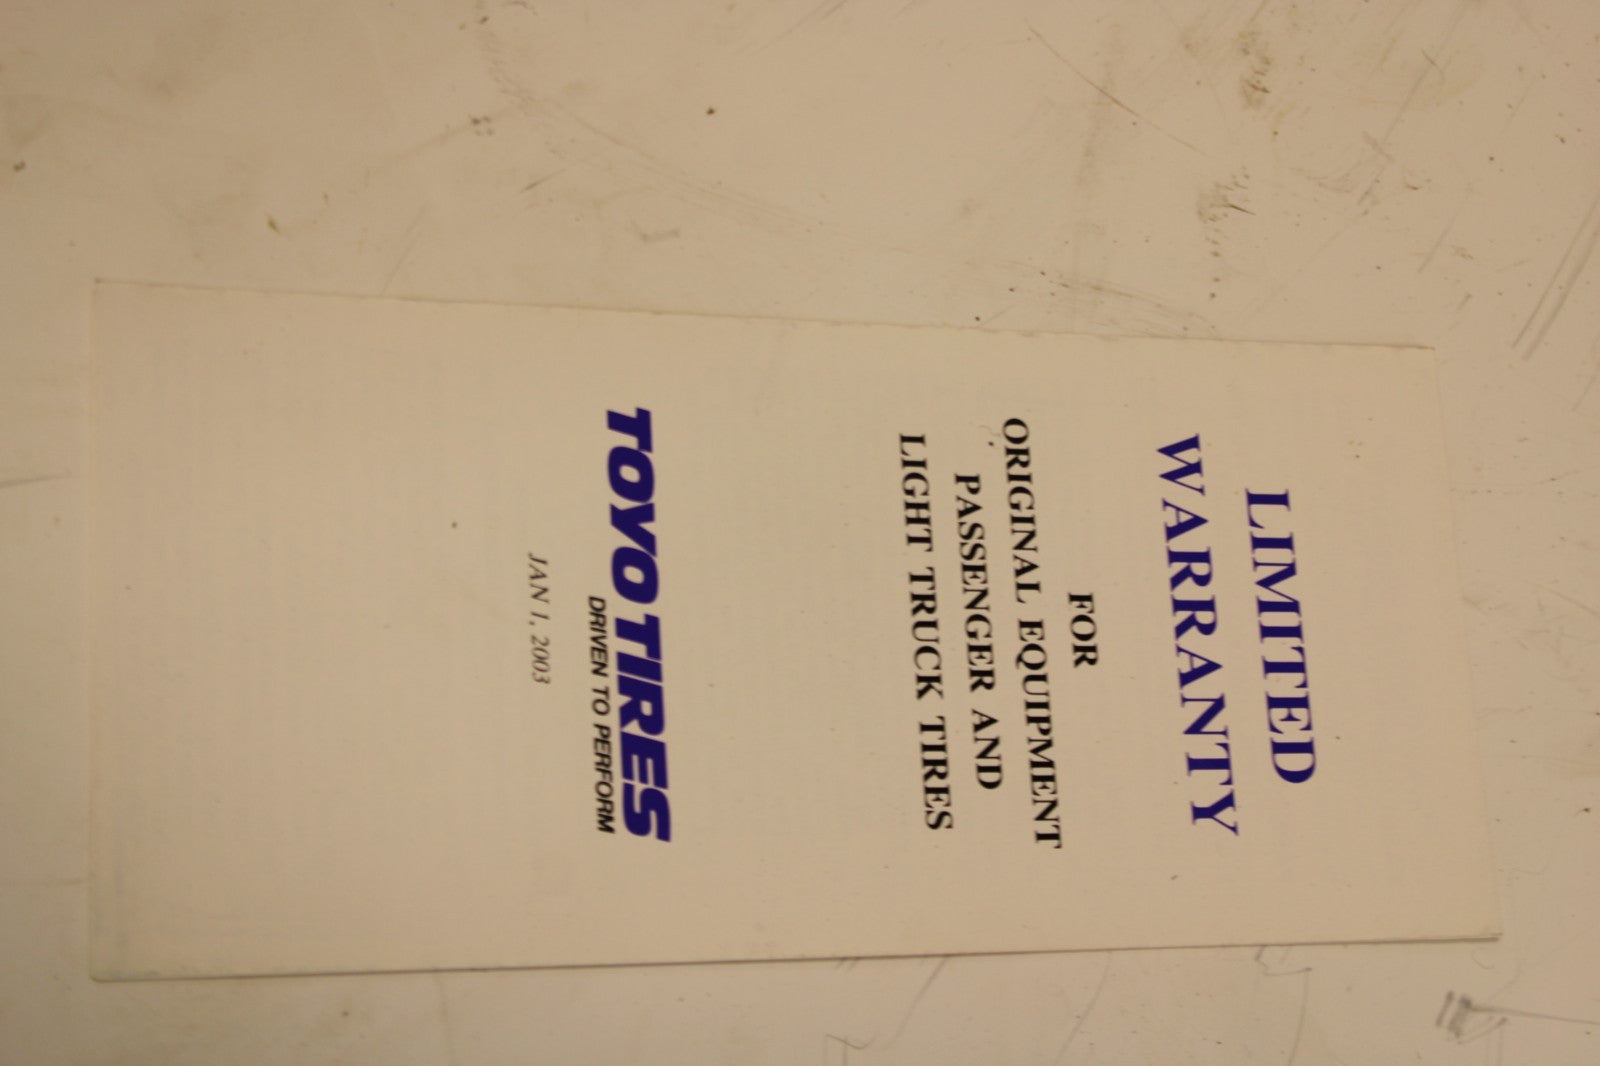 LIMITED
WARRANTY
FOR
ORIGINAL EQUIPMENT
PASSENGER AND
LIGHT TRUCK TIRES
TOYO TIRES
DRIVEN TO PERFORM
JAN 1, 2003